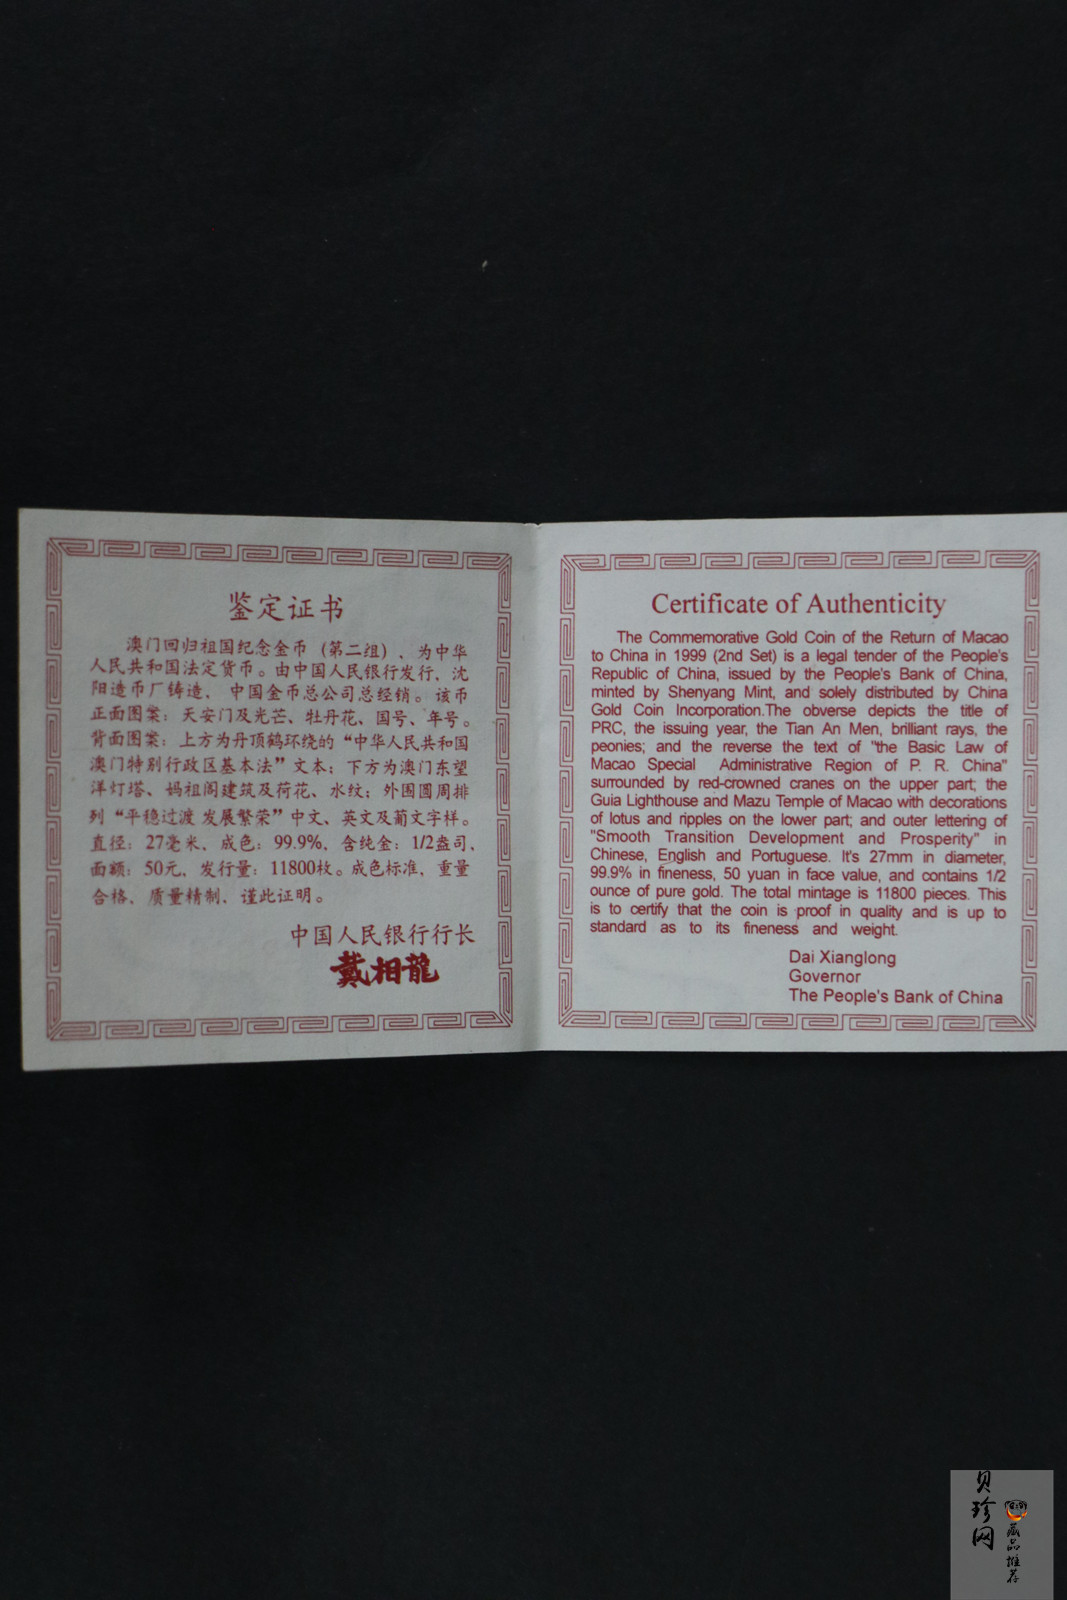 鉴定证书
澳门回归祖国纪念金币（第二组）、为中华
人民共和国法定货币。由中国人民银行发行、沈
阳造币厂铸造、中国金币总公司总经销。该币
正面图案：天安门及光芒、牡丹花、国号、年号。
背面图案：上方为丹顶鹤环绕的“中华人民共和国
澳门特别行政区基本法”文本；下方为澳门东望
洋灯塔、妈祖阁建筑及荷花、水纹；外围圆周排
列“平稳过渡 发展繁荣”中文、英文及葡文字样。
直径：27毫米、成色：99.9%、含纯金：1/2盎司、
面额：50元、发行量：11800枚。成色标准、重量
合格、质量精制、谨此证明。
中国人民银行行长
戴相龍
Certificate of Authenticity
The Commemorative Gold Coin of the Return of Macao
to China in 1999 (2nd Set) is a legal tender of the People's
Republic of China, issued by the People's Bank of China,
minted by Shenyang Mint, and solely distributed by China
Gold Coin Incorporation.The obverse depicts the title of
PRC, the issuing year, the Tian An Men, brilliant rays, the
peonies; and the reverse the text of "the Basic Law of
Macao Special Administrative Region of P. R. China"
surrounded by red-crowned cranes on the upper part; the
Guia Lighthouse and Mazu Temple of Macao with decorations
of lotus and ripples on the lower part; and outer lettering of
"Smooth Transition Development and Prosperity" in
Chinese, English and Portuguese. It's 27mm in diameter,
99.9% in fineness, 50 yuan in face value, and contains 1/2
ounce of pure gold. The total mintage is 11800 pieces. This
is to certify that the coin is proof in quality and is up to
standard as to its fineness and weight.
Dai Xianglong
Governor
The People's Bank of China
贝珍网
藏品推荐